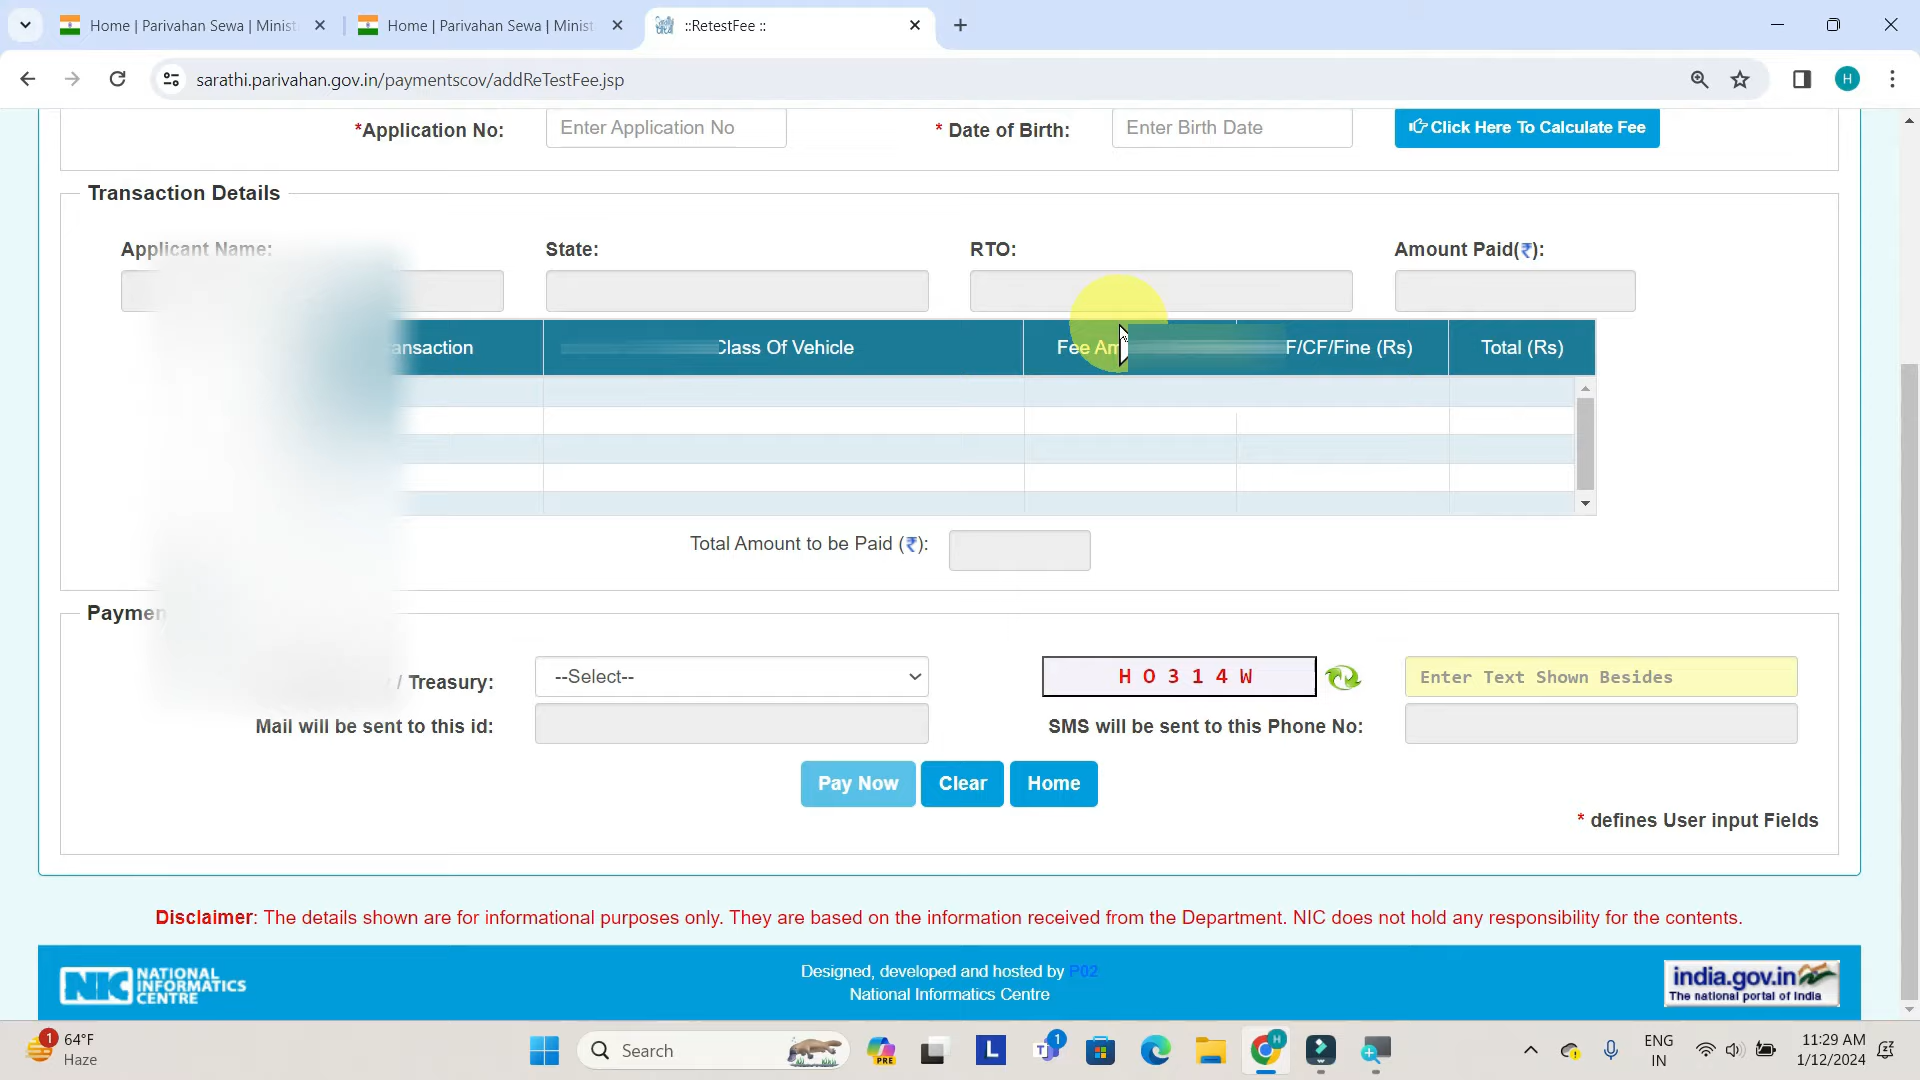 Home | Parivahan Sewa | Minist
Home | Parivahan Sewa | Minist
::RetestFee ::
sarathi.parivahan.gov.in/paymentscov/addReTestFee.jsp
H
*Application No:
Enter Application No
* Date of Birth:
Enter Birth Date
Click Here To Calculate Fee
Transaction Details
Applicant Name:
State:
RTO:
Amount Paid(₹):
ansaction
Class Of Vehicle
Fee Am
F/CF/Fine (Rs)
Total (Rs)
Total Amount to be Paid (₹):
Paymen
/ Treasury:
--Select--
H O 3 1 4 W
Enter Text Shown Besides
Mail will be sent to this id:
SMS will be sent to this Phone No:
Pay Now
Clear
Home
* defines User input Fields
Disclaimer: The details shown are for informational purposes only. They are based on the information received from the Department. NIC does not hold any responsibility for the contents.
NIC NATIONAL INFORMATICS CENTRE
Designed, developed and hosted by P02
National Informatics Centre
india.gov.in
The national portal of India
1
64°F
Haze
Search
PRE
L
T
1
H
ENG
IN
11:29 AM
1/12/2024